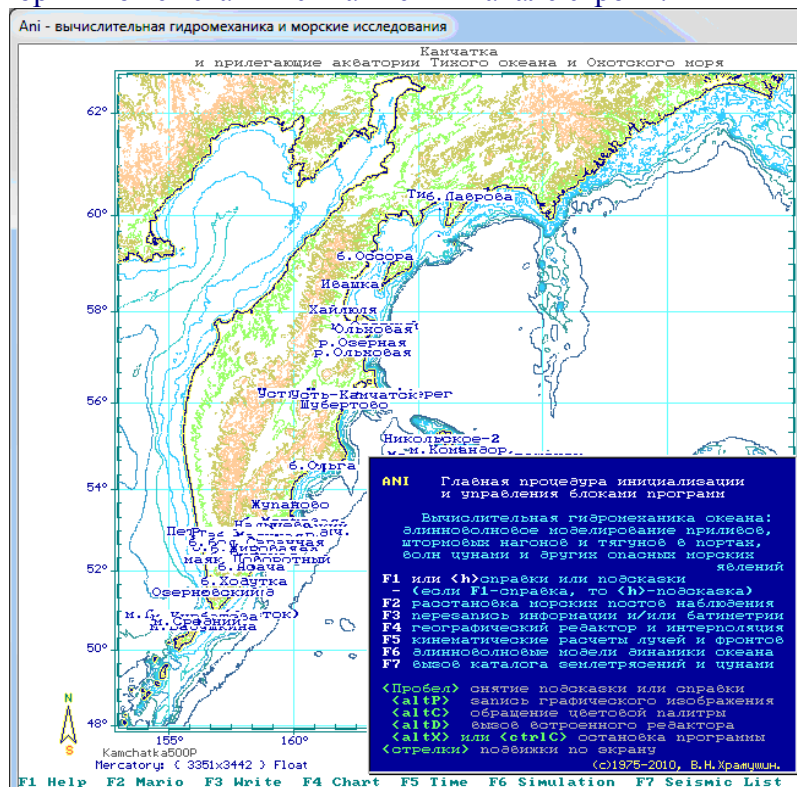 Ani - вычислительная гидромеханика и морские исследования
Камчатка
и прилегающие акватории Тихого океана и Охотского моря
62°
60°
58°
56°
54°
52°
50°
48°
155°
160°
б.Лаврова
б.Оссора
Ивашка
Хайлюля
Ольховая
р.Озерная
р.Ольховая
Усть-Камчатск
Шубертово
Никольское-2
м.Командор
б.Ольга
Жупаново
б.Жировая
маяк Поворотный
б.Асача
б.Ходутка
Озерновский
м.Средний
N
S
Kamchatka500P
Mercatory: ( 3351x3442 ) Float
ANI Главная процедура инициализации
и управления блоками программ
Вычислительная гидромеханика океана:
длинноволновое моделирование приливов,
штормовых нагонов и тягунов в портах,
волн цунами и других опасных морских
явлений
F1 или <h>справки или подсказки
- (если F1-справка, то <h>-подсказка)
F2 расстановка морских постов наблюдения
F3 перезапись информации и/или батиметрии
F4 географический редактор и интерполяция
F5 кинематические расчеты лучей и фронтов
F6 длинноволновые модели динамики океана
F7 вызов каталога землетрясений и цунами
<Пробел> снятие подсказки или справки
<altP> запись графического изображения
<altC> обращение цветовой палитры
<altD> вызов встроенного редактора
<altX> или <ctrlC> остановка программы
<стрелки> подвижки по экрану
(c)1975-2010, В.Н.Храмушин.
F1 Help F2 Mario F3 Write F4 Chart F5 Time F6 Simulation F7 Seismic List